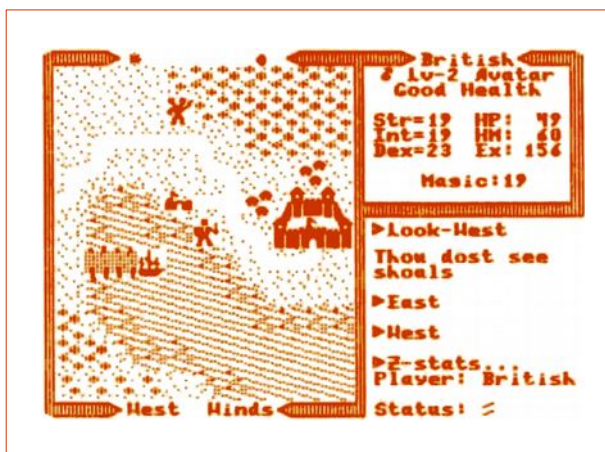 British
Lv-2 Avatar
Good Health
Str=19 HP: 49
Int=19 HM: 60
Dex=23 Ex: 156
Magic:19
Look-West
Thou dost see
shoals
East
West
Z-stats...
Player: British
Status:
West Winds